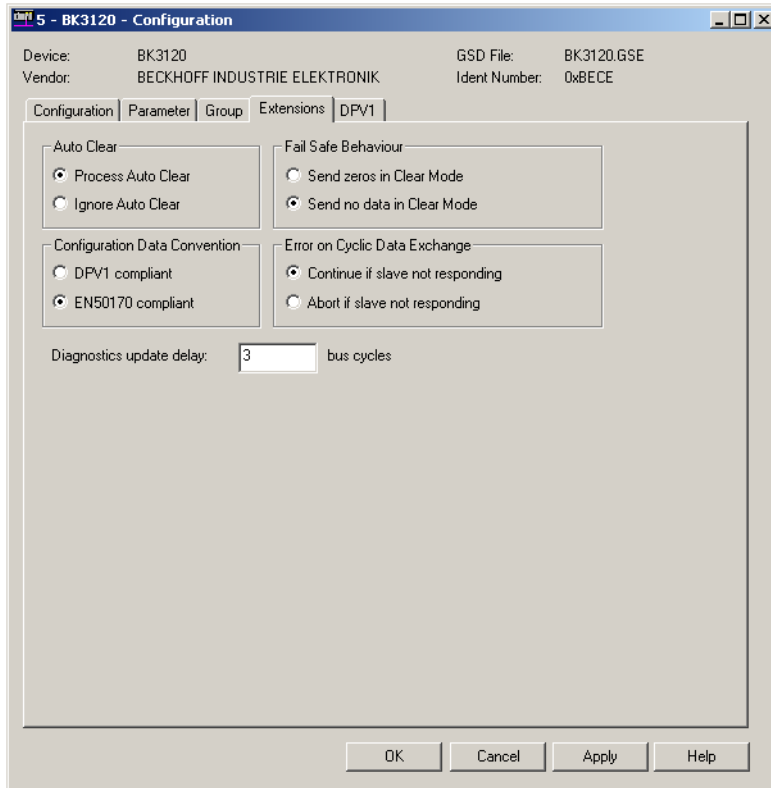 5 - BK3120 - Configuration
Device: BK3120 GSD File: BK3120.GSE
Vendor: BECKHOFF INDUSTRIE ELEKTRONIK Ident Number: 0xBECE
Configuration Parameter Group Extensions DPV1
Auto Clear Fail Safe Behaviour
Process Auto Clear Send zeros in Clear Mode
Ignore Auto Clear Send no data in Clear Mode
Configuration Data Convention Error on Cyclic Data Exchange
DPV1 compliant Continue if slave not responding
EN50170 compliant Abort if slave not responding
Diagnostics update delay: 3 bus cycles
OK Cancel Apply Help